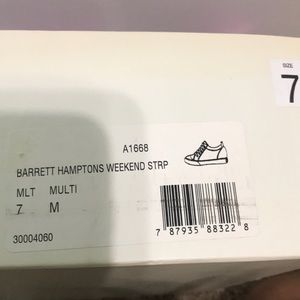 SIZE
7
A1668
BARRETT HAMPTONS WEEKEND STRP
MLT MULTI
7 M
7 87935 88322 8
30004060